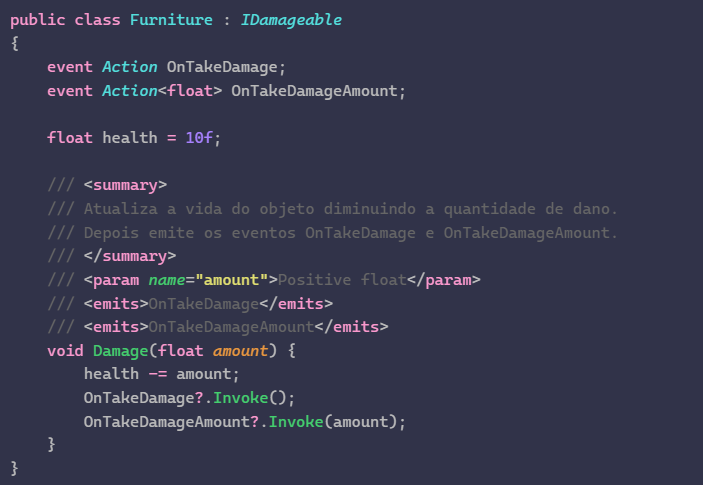 public class Furniture : IDamageable
{
    event Action OnTakeDamage;
    event Action<float> OnTakeDamageAmount;

    float health = 10f;

    /// <summary>
    /// Atualiza a vida do objeto diminuindo a quantidade de dano.
    /// Depois emite os eventos OnTakeDamage e OnTakeDamageAmount.
    /// </summary>
    /// <param name="amount">Positive float</param>
    /// <emits>OnTakeDamage</emits>
    /// <emits>OnTakeDamageAmount</emits>
    void Damage(float amount) {
        health -= amount;
        OnTakeDamage?.Invoke();
        OnTakeDamageAmount?.Invoke(amount);
    }
}